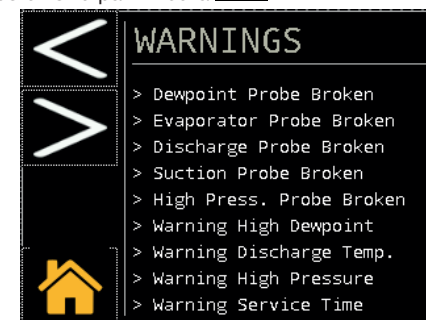 WARNINGS
> Dewpoint Probe Broken
> Evaporator Probe Broken
> Discharge Probe Broken
> Suction Probe Broken
> High Press. Probe Broken
> Warning High Dewpoint
> Warning Discharge Temp.
> Warning High Pressure
> Warning Service Time